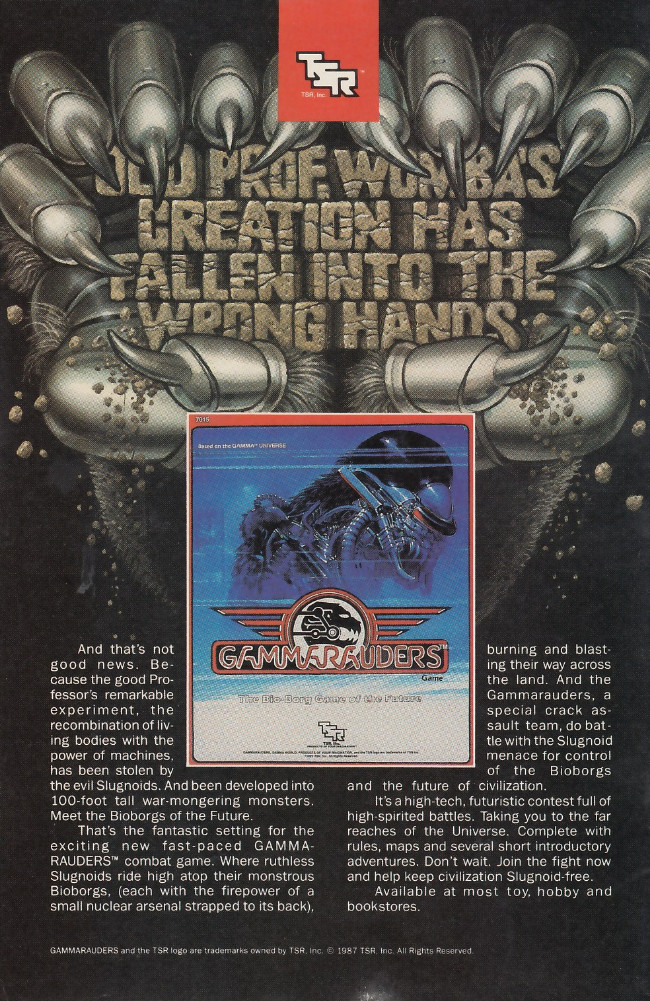 TSR™
TSR, Inc.
OLD PROF. WOMBA'S
CREATION HAS
FALLEN INTO THE
WRONG HANDS.
7015
Based on the GAMMA™ UNIVERSE
GAMMARAUDERS™
Game
The Bio-Borg Game of the Future
TSR
TSR, Inc.
And that's not
good news. Be-
cause the good Pro-
fessor's remarkable
experiment, the
recombination of liv-
ing bodies with the
power of machines,
has been stolen by
the evil Slugnoids. And been developed into
100-foot tall war-mongering monsters.
Meet the Bioborgs of the Future.
That's the fantastic setting for the
exciting new fast-paced GAMMA-
RAUDERS™ combat game. Where ruthless
Slugnoids ride high atop their monstrous
Bioborgs, (each with the firepower of a
small nuclear arsenal strapped to its back),
burning and blast-
ing their way across
the land. And the
Gammarauders, a
special crack as-
sault team, do bat-
tle with the Slugnoid
menace for control
of the Bioborgs
and the future of civilization.
It's a high-tech, futuristic contest full of
high-spirited battles. Taking you to the far
reaches of the Universe. Complete with
rules, maps and several short introductory
adventures. Don't wait. Join the fight now
and help keep civilization Slugnoid-free.
Available at most toy, hobby and
bookstores.
GAMMARAUDERS and the TSR logo are trademarks owned by TSR, Inc. © 1987 TSR, Inc. All Rights Reserved.